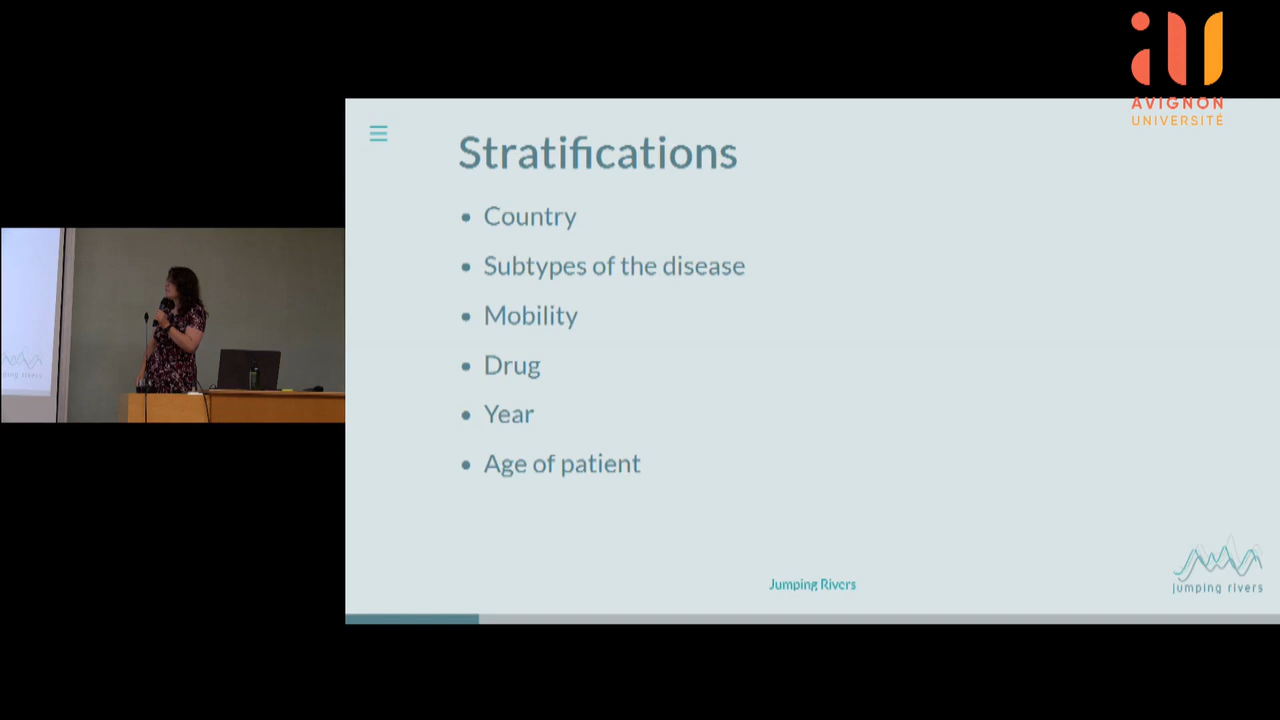 AVIGNON
UNIVERSITÉ
Stratifications
Country
Subtypes of the disease
Mobility
Drug
Year
Age of patient
Jumping Rivers
jumping rivers